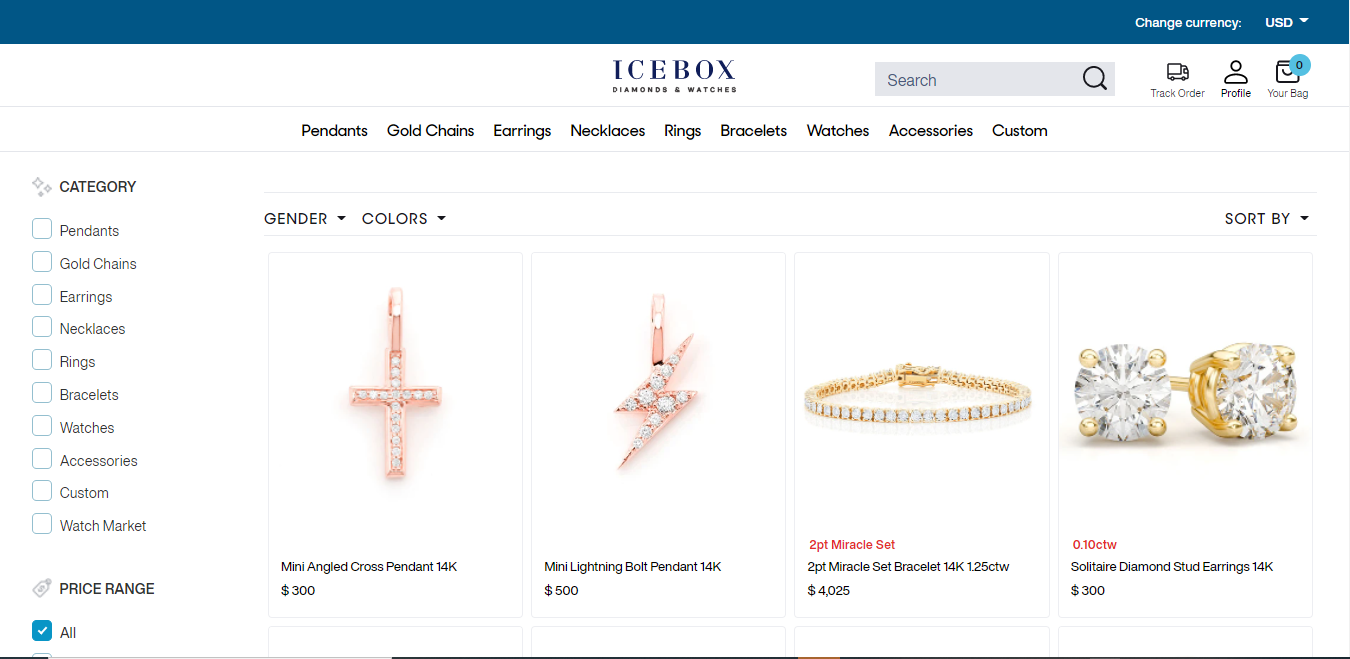 Change currency: USD
ICEBOX
DIAMONDS & WATCHES
Search
Track Order
Profile
0
Your Bag
Pendants Gold Chains Earrings Necklaces Rings Bracelets Watches Accessories Custom
CATEGORY
Pendants
Gold Chains
Earrings
Necklaces
Rings
Bracelets
Watches
Accessories
Custom
Watch Market
PRICE RANGE
All
GENDER COLORS SORT BY
Mini Angled Cross Pendant 14K
$ 300
Mini Lightning Bolt Pendant 14K
$ 500
2pt Miracle Set
2pt Miracle Set Bracelet 14K 1.25ctw
$ 4,025
0.10ctw
Solitaire Diamond Stud Earrings 14K
$ 300